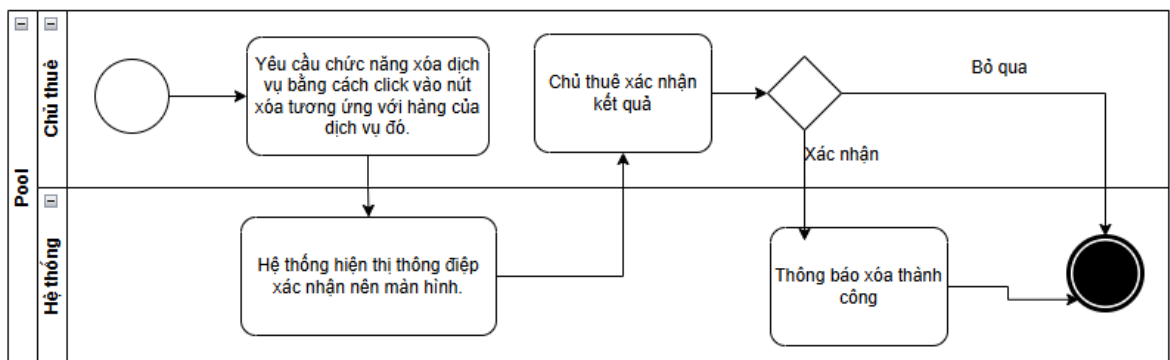 Pool
Chủ thuê
Yêu cầu chức năng xóa dịch
vụ bằng cách click vào nút
xóa tương ứng với hàng của
dịch vụ đó.
Chủ thuê xác nhận
kết quả
Bỏ qua
Xác nhận
Hệ thống
Hệ thống hiện thị thông điệp
xác nhận nên màn hình.
Thông báo xóa thành
công